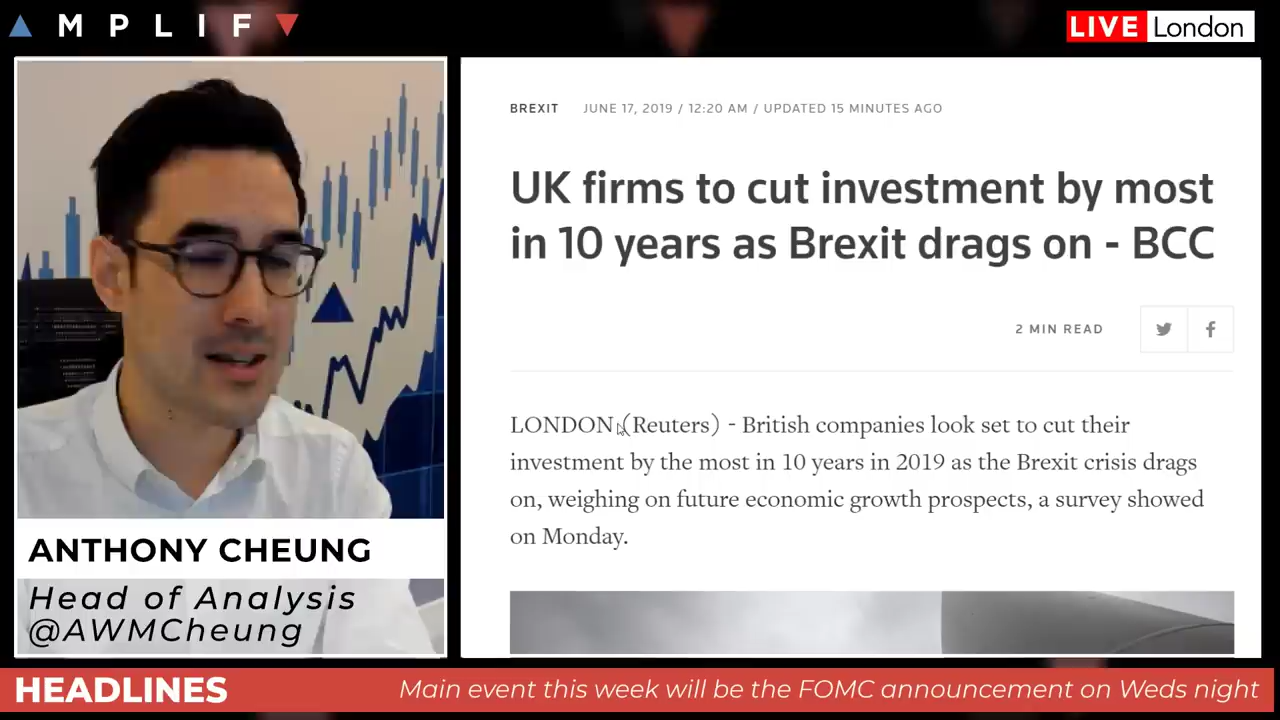 AMPLIFY
LIVE London
BREXIT JUNE 17, 2019 / 12:20 AM / UPDATED 15 MINUTES AGO
UK firms to cut investment by most
in 10 years as Brexit drags on - BCC
2 MIN READ
LONDON (Reuters) - British companies look set to cut their
investment by the most in 10 years in 2019 as the Brexit crisis drags
on, weighing on future economic growth prospects, a survey showed
on Monday.
ANTHONY CHEUNG
Head of Analysis
@AWMCheung
HEADLINES Main event this week will be the FOMC announcement on Weds night